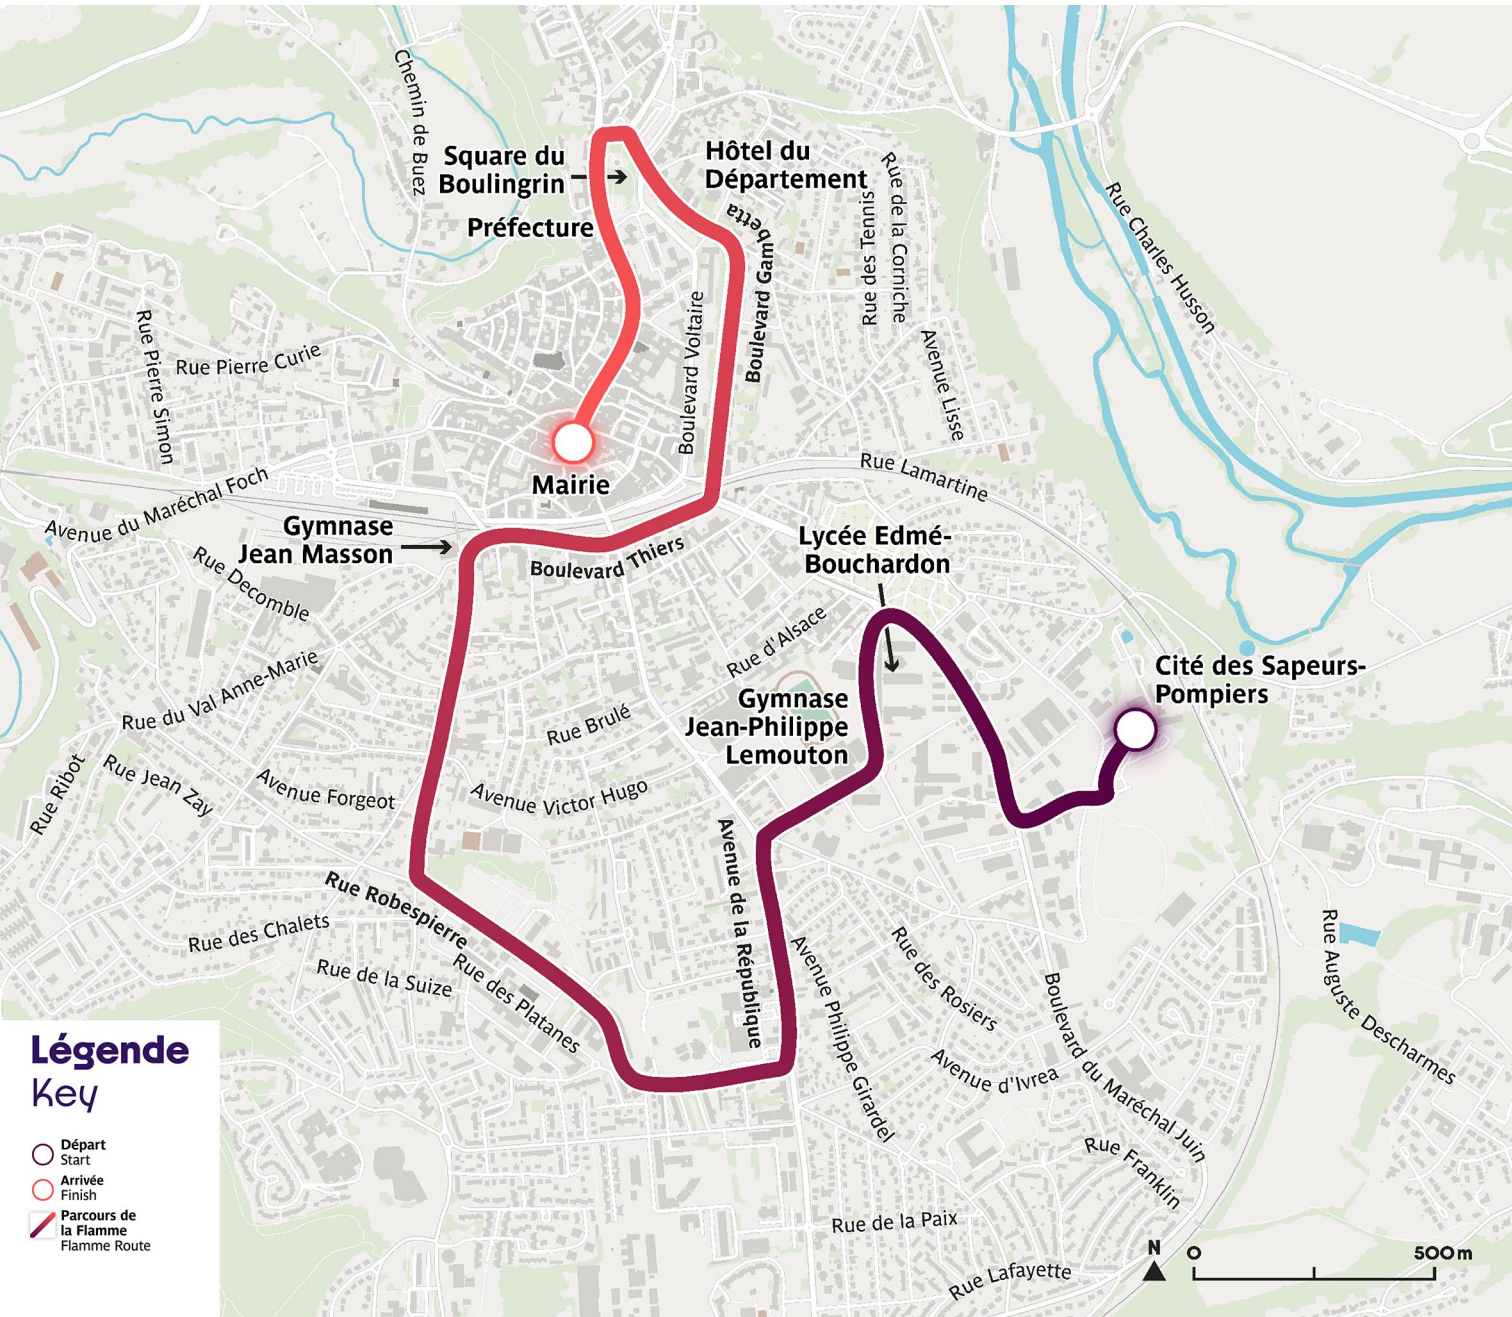 Chemin de Buez
Square du
Boulingrin
Hôtel du
Département
Préfecture
Boulevard Gambetta
Rue des Tennis
Rue de la Corniche
Rue Charles Husson
Rue Pierre Simon
Rue Pierre Curie
Boulevard Voltaire
Avenue Lisse
Mairie
Rue Lamartine
Avenue du Maréchal Foch
Gymnase
Jean Masson
Boulevard Thiers
Lycée Edmé-
Bouchardon
Rue Decomble
Rue d'Alsace
Rue du Val Anne-Marie
Cité des Sapeurs-
Pompiers
Gymnase
Jean-Philippe
Lemouton
Rue Brulé
Rue Ribot
Rue Jean Zay
Avenue Forgeot
Avenue Victor Hugo
Avenue de la République
Rue Robespierre
Rue des Chalets
Rue de la Suize
Rue des Platanes
Avenue Philippe Girardel
Rue des Rosiers
Avenue d'Ivrea
Boulevard du Maréchal Juin
Rue Auguste Descharmes
Rue Franklin
Rue de la Paix
Rue Lafayette
Légende
Key
Départ
Start
Arrivée
Finish
Parcours de
la Flamme
Flamme Route
N
0
500 m